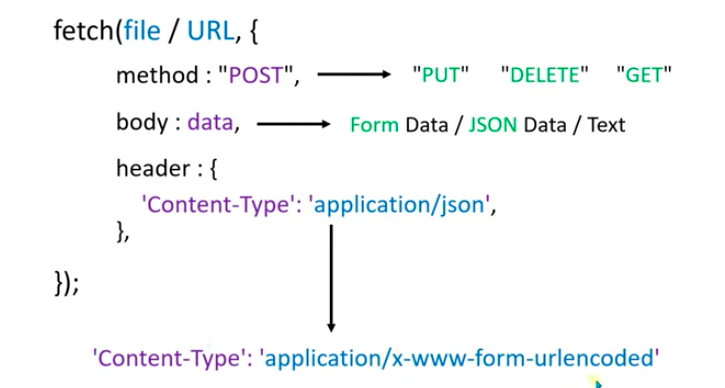 fetch(file / URL, {
method : "POST", "PUT" "DELETE" "GET"
body : data, Form Data / JSON Data / Text
header : {
'Content-Type': 'application/json',
},
});
'Content-Type': 'application/x-www-form-urlencoded'